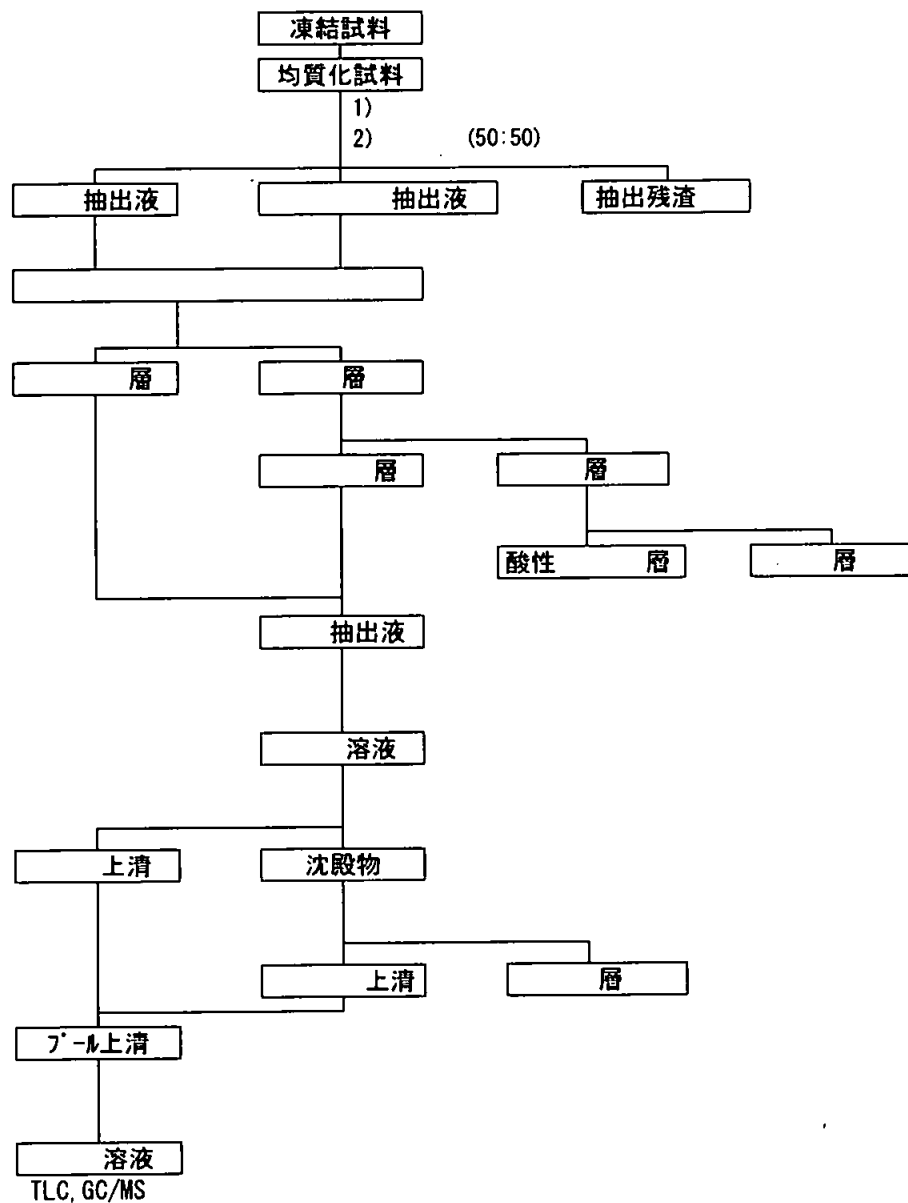 凍結試料
均質化試料
1)
2) (50:50)
抽出液 抽出液 抽出残渣
層 層
層 層
酸性 層 層
抽出液
溶液
上清 沈殿物
上清 層
プール上清
溶液
TLC, GC/MS